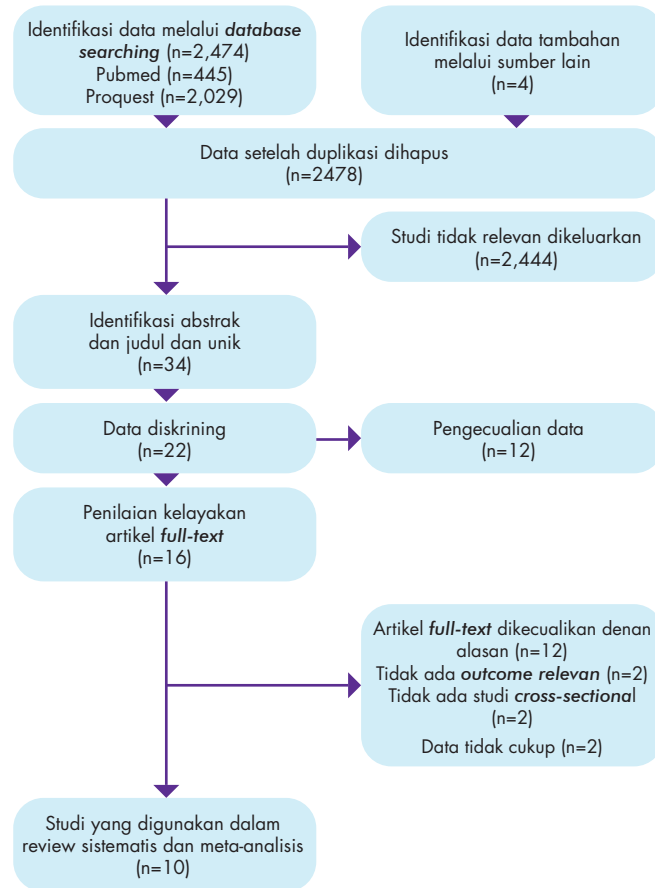 Identifikasi data melalui database
searching (n=2,474)
Pubmed (n=445)
Proquest (n=2,029)
Identifikasi data tambahan
melalui sumber lain
(n=4)
Data setelah duplikasi dihapus
(n=2478)
Studi tidak relevan dikeluarkan
(n=2,444)
Identifikasi abstrak
dan judul dan unik
(n=34)
Data diskrining
(n=22)
Pengecualian data
(n=12)
Penilaian kelayakan
artikel full-text
(n=16)
Artikel full-text dikecualikan denan
alasan (n=12)
Tidak ada outcome relevan (n=2)
Tidak ada studi cross-sectional
(n=2)
Data tidak cukup (n=2)
Studi yang digunakan dalam
review sistematis dan meta-analisis
(n=10)